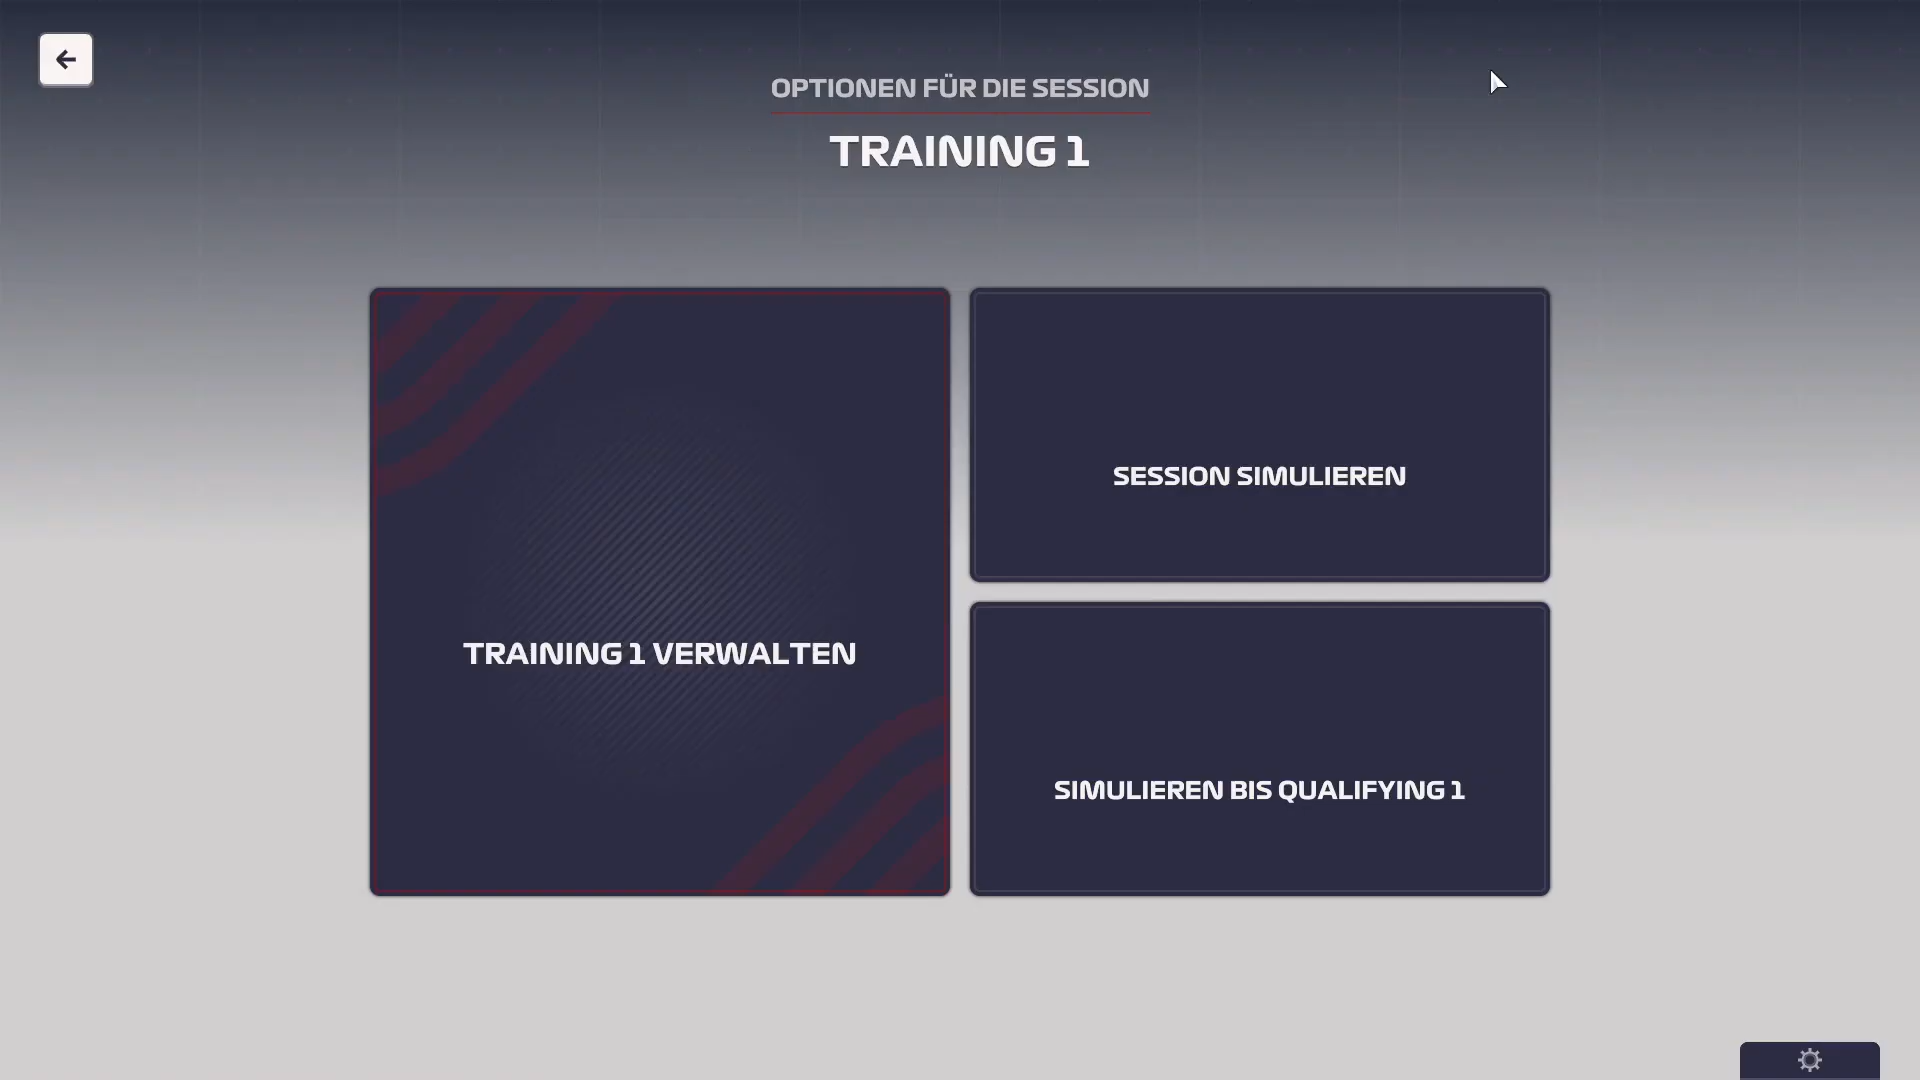 OPTIONEN FÜR DIE SESSION
TRAINING 1
TRAINING 1 VERWALTEN
SESSION SIMULIEREN
SIMULIEREN BIS QUALIFYING 1